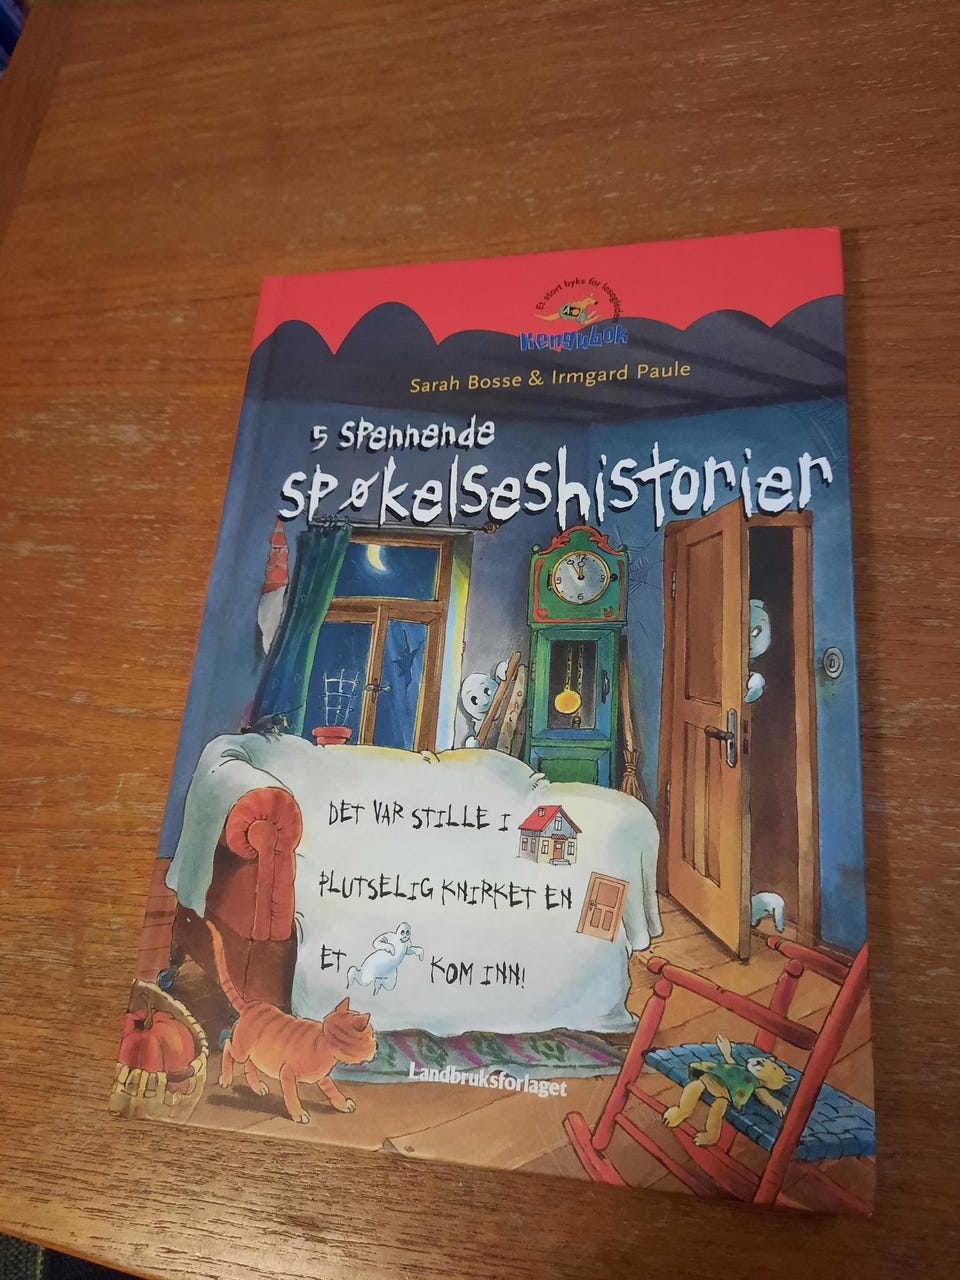 Et stort byks for leseglede
Kengubok
Sarah Bosse & Irmgard Paule
5 spennende
spøkelseshistorier
DET VAR STILLE I
PLUTSELIG KNIRKET EN
ET KOM INN!
Landbruksforlaget